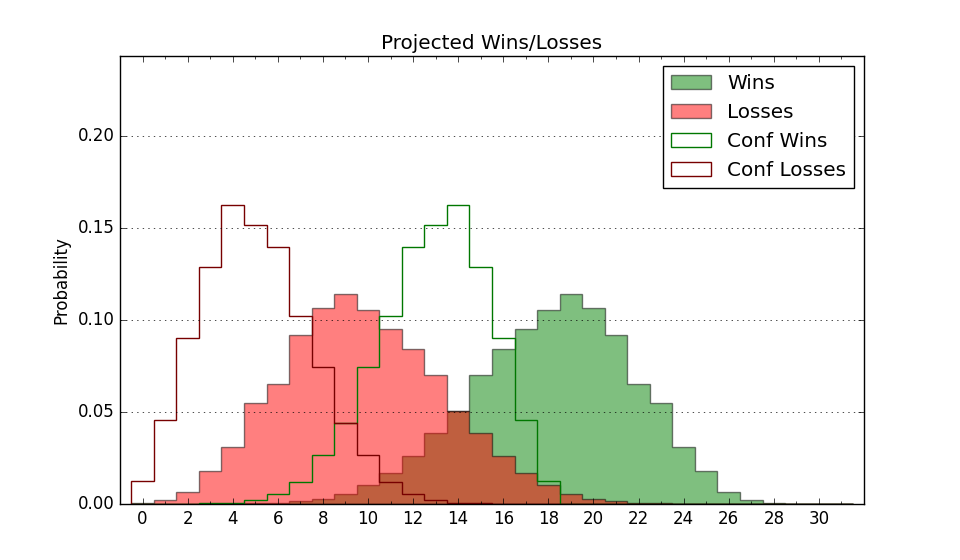 Projected Wins/Losses
Wins
Losses
Conf Wins
Conf Losses
Probability
0.20
0.15
0.10
0.05
0.00
0 2 4 6 8 10 12 14 16 18 20 22 24 26 28 30